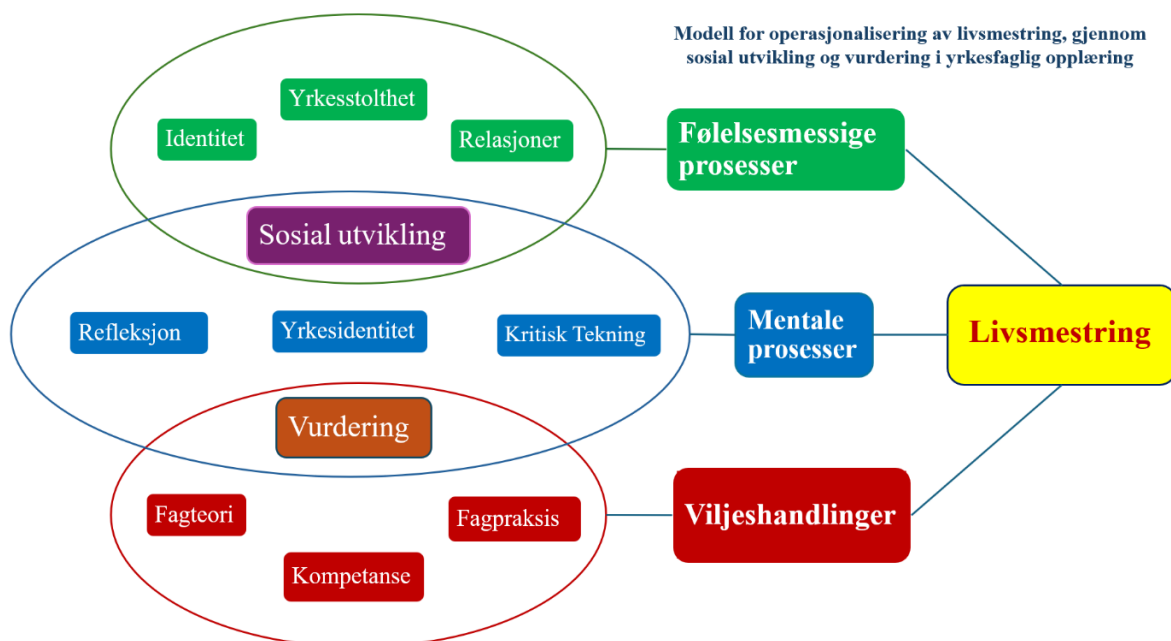 Modell for operasjonalisering av livsmestring, gjennom
sosial utvikling og vurdering i yrkesfaglig opplæring
Yrkesstolthet
Identitet
Relasjoner
Følelsesmessige
prosesser
Sosial utvikling
Refleksjon
Yrkesidentitet
Kritisk Tekning
Mentale
prosesser
Livsmestring
Vurdering
Fagteori
Fagpraksis
Kompetanse
Viljeshandlinger